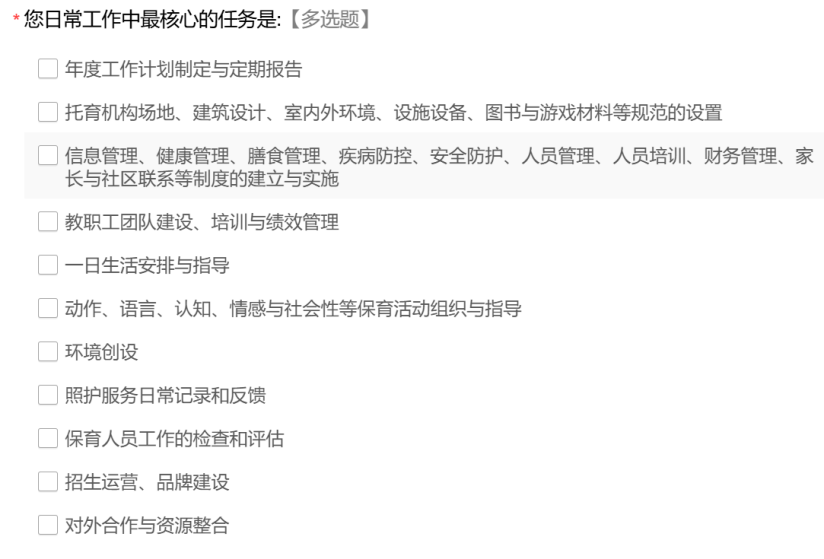 *您日常工作中最核心的任务是:【多选题】
年度工作计划制定与定期报告
托育机构场地、建筑设计、室内外环境、设施设备、图书与游戏材料等规范的设置
信息管理、健康管理、膳食管理、疾病防控、安全防护、人员管理、人员培训、财务管理、家
长与社区联系等制度的建立与实施
教职工团队建设、培训与绩效管理
一日生活安排与指导
动作、语言、认知、情感与社会性等保育活动组织与指导
环境创设
照护服务日常记录和反馈
保育人员工作的检查和评估
招生运营、品牌建设
对外合作与资源整合